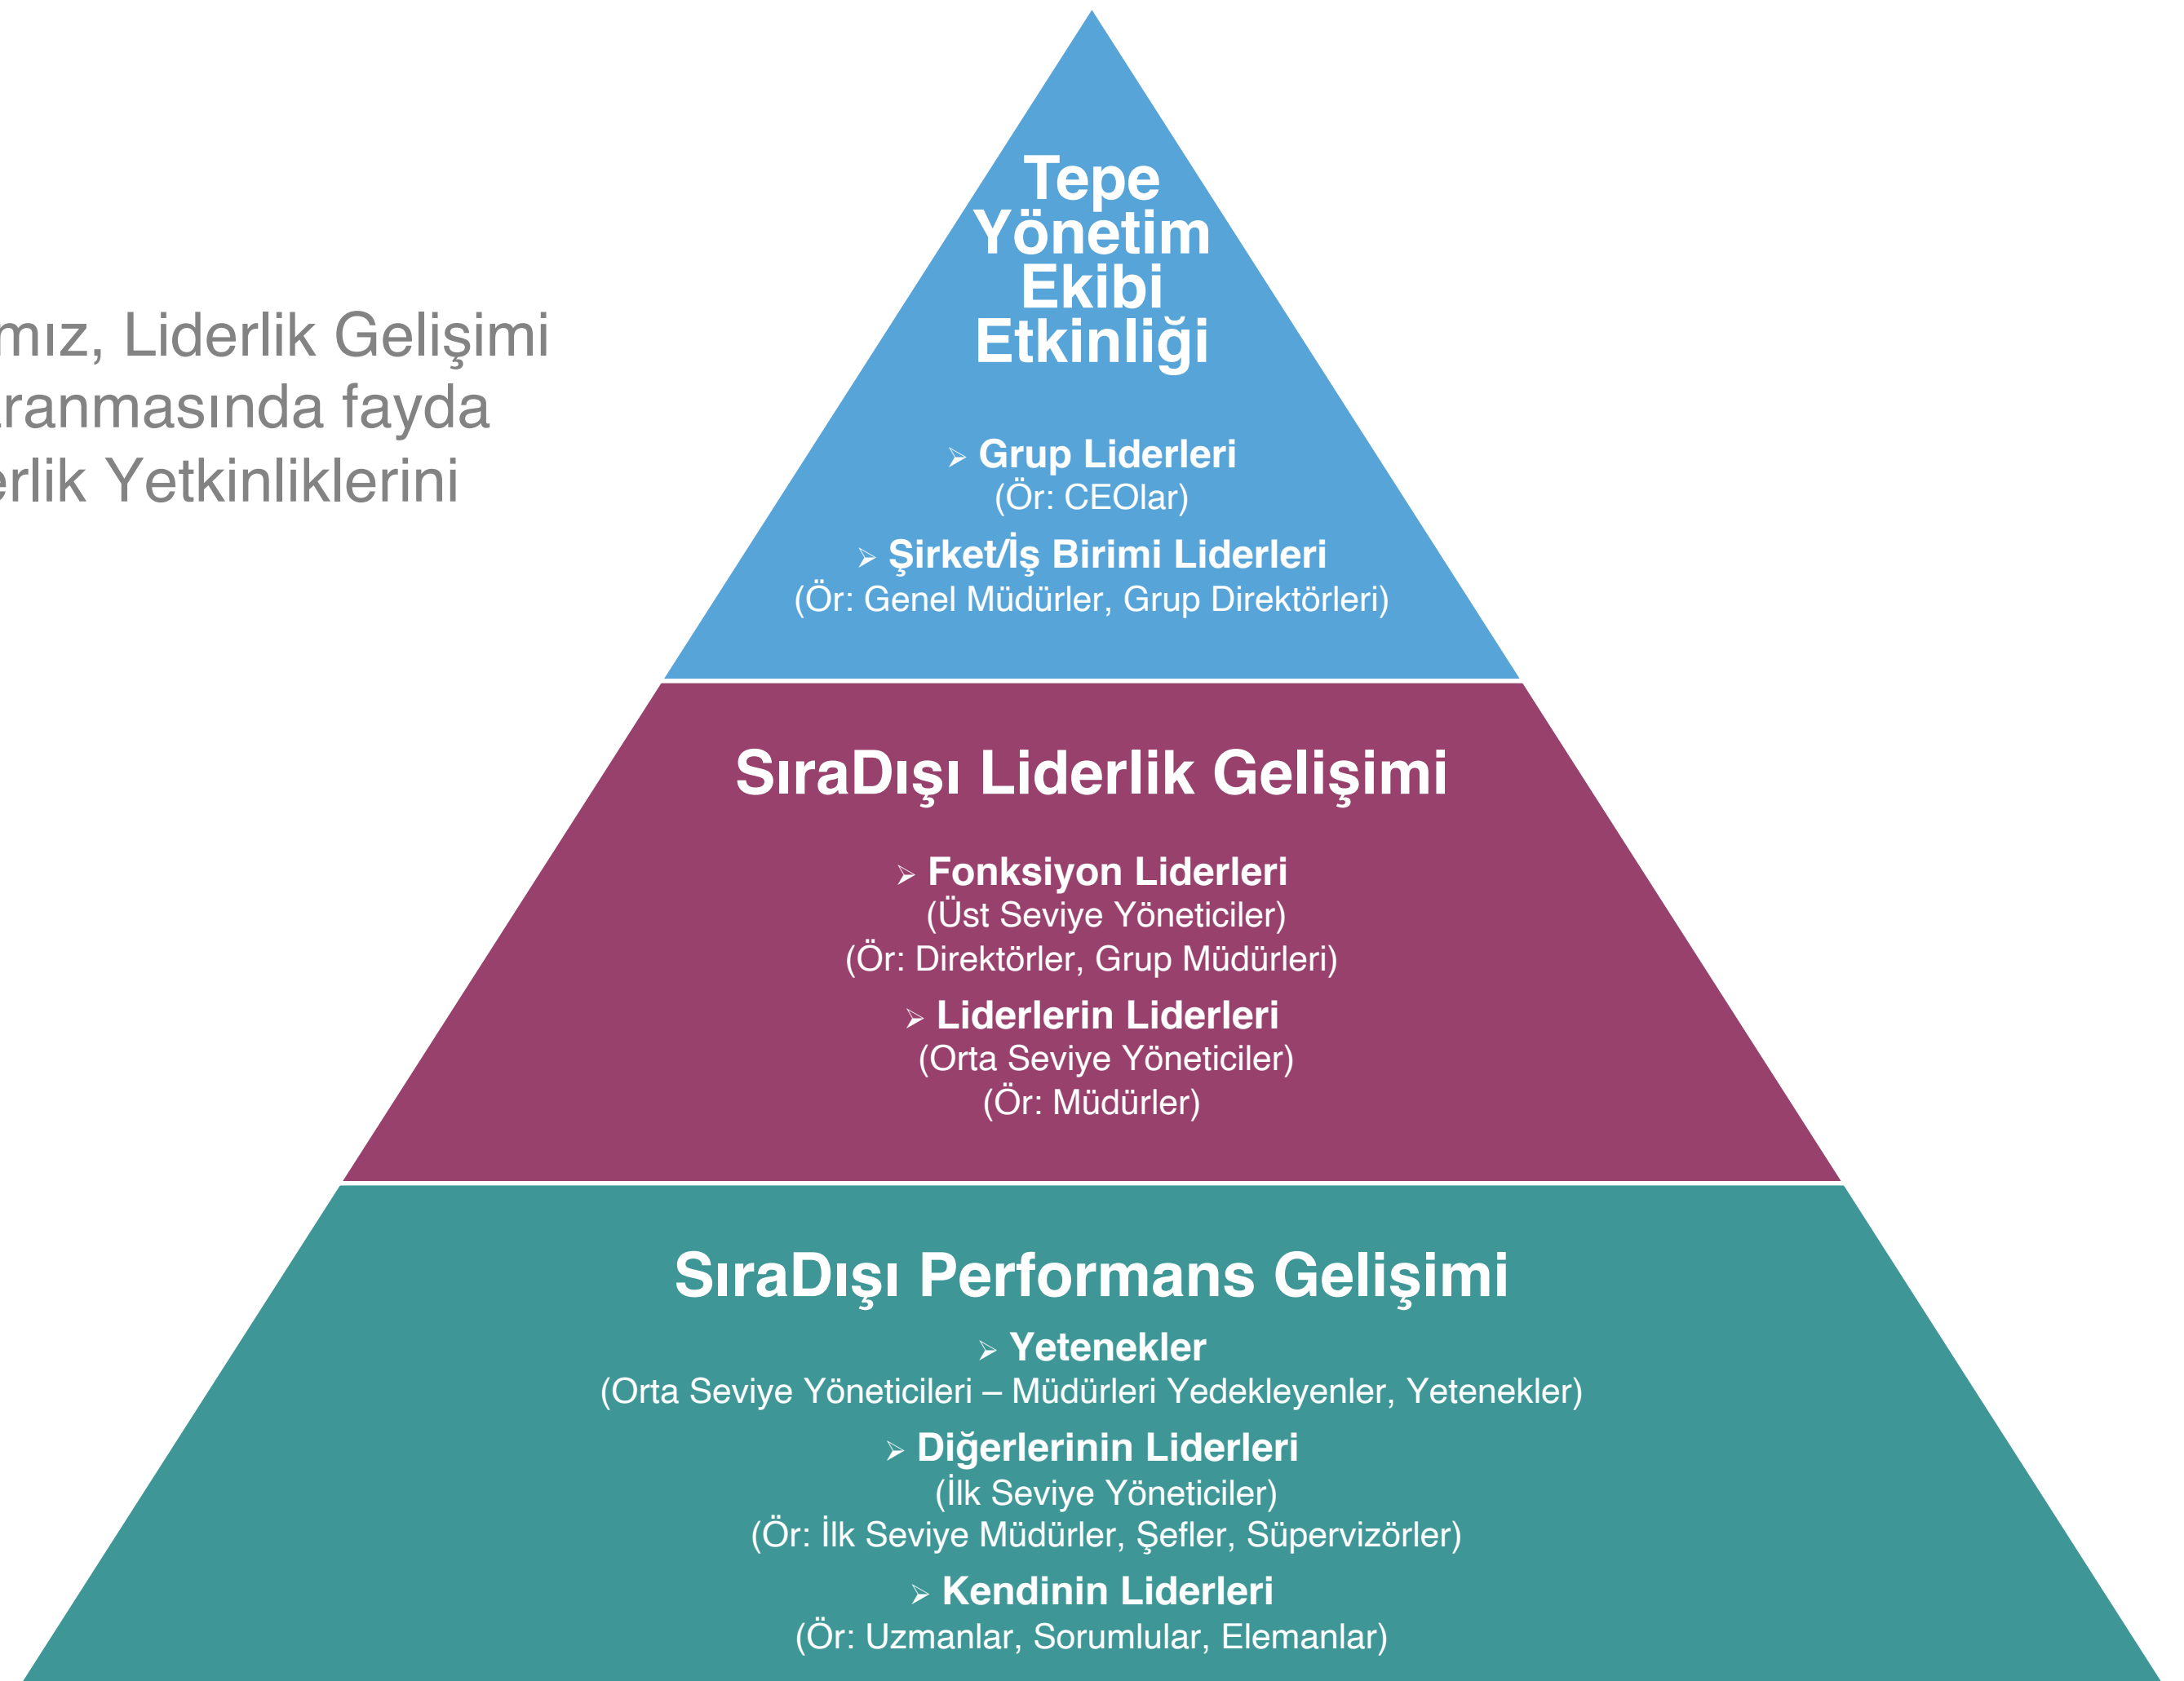 Liderlik Gelişimi
fayda
Yetkinliklerini
Tepe
Yönetim
Ekibi
Etkinliği
➢ Grup Liderleri
(Ör: CEOlar)
➢ Şirket/İş Birimi Liderleri
(Ör: Genel Müdürler, Grup Direktörleri)
SıraDışı Liderlik Gelişimi
➢ Fonksiyon Liderleri
(Üst Seviye Yöneticiler)
(Ör: Direktörler, Grup Müdürleri)
➢ Liderlerin Liderleri
(Orta Seviye Yöneticiler)
(Ör: Müdürler)
SıraDışı Performans Gelişimi
➢ Yetenekler
(Orta Seviye Yöneticileri – Müdürleri Yedekleyenler, Yetenekler)
➢ Diğerlerinin Liderleri
(İlk Seviye Yöneticiler)
(Ör: İlk Seviye Müdürler, Şefler, Süpervizörler)
➢ Kendinin Liderleri
(Ör: Uzmanlar, Sorumlular, Elemanlar)